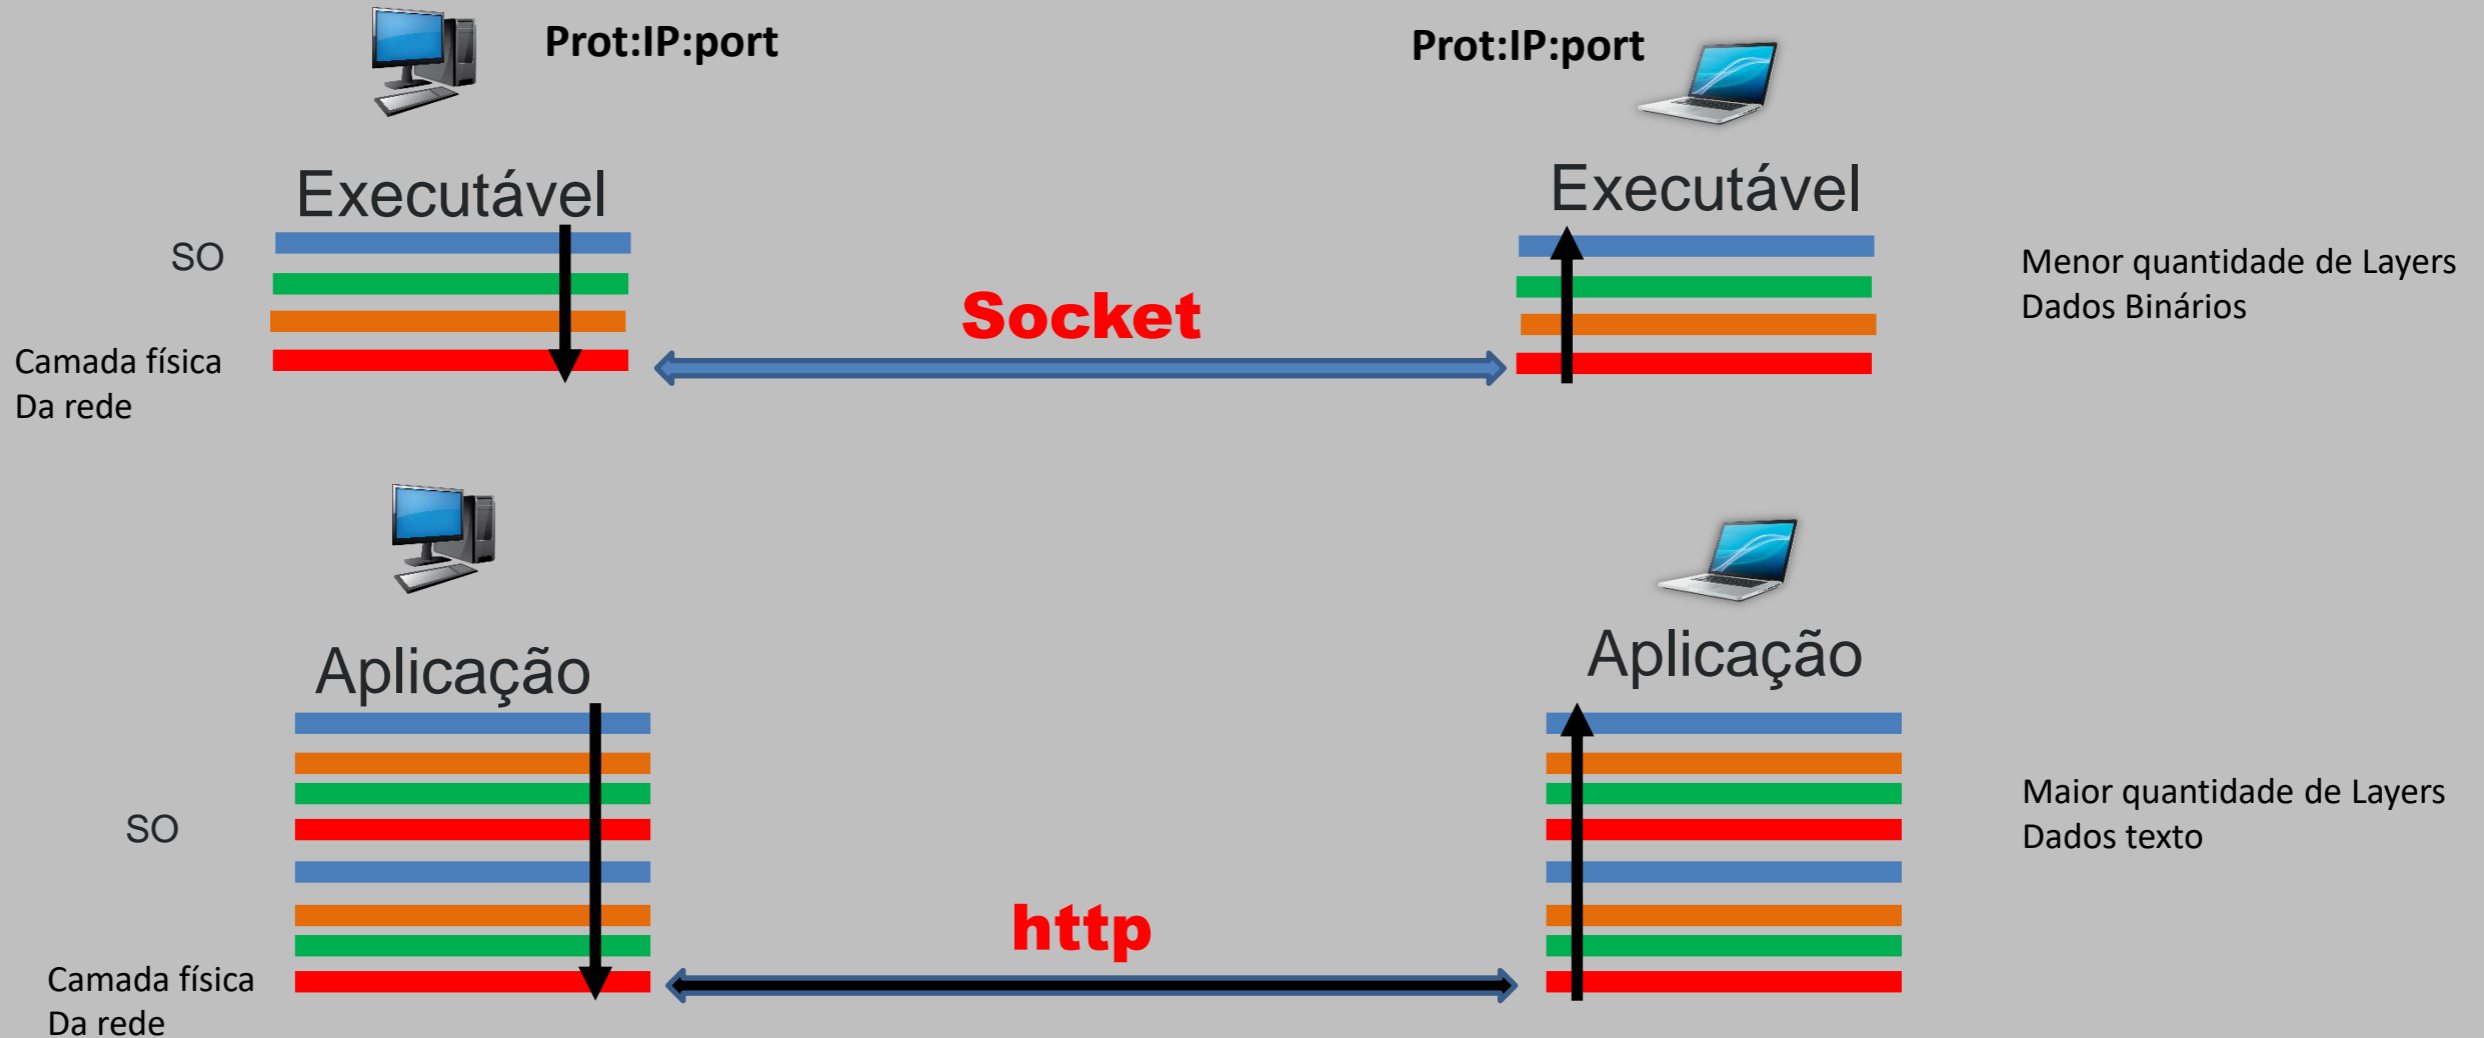 Prot:IP:port
Prot:IP:port
Executável
Executável
SO
Menor quantidade de Layers
Dados Binários
Socket
Camada física
Da rede
Aplicação
Aplicação
SO
Maior quantidade de Layers
Dados texto
http
Camada física
Da rede